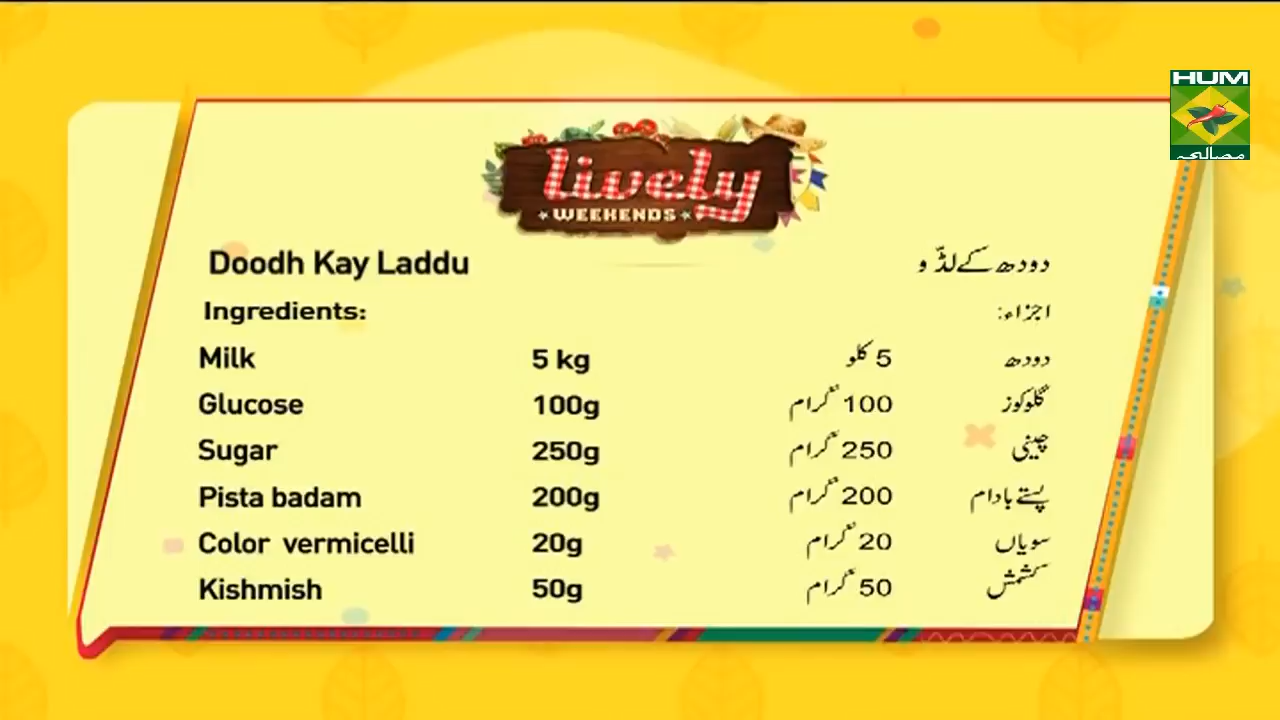 HUM
مصالحہ
lively
WEEKENDS
Doodh Kay Laddu دودھ کے لڈّو
Ingredients: اجزاء:
Milk 5 kg 5 کلو دودھ
Glucose 100g 100 گرام گلوکوز
Sugar 250g 250 گرام چینی
Pista badam 200g 200 گرام پستے بادام
Color vermicelli 20g 20 گرام سویاں
Kishmish 50g 50 گرام کشمش